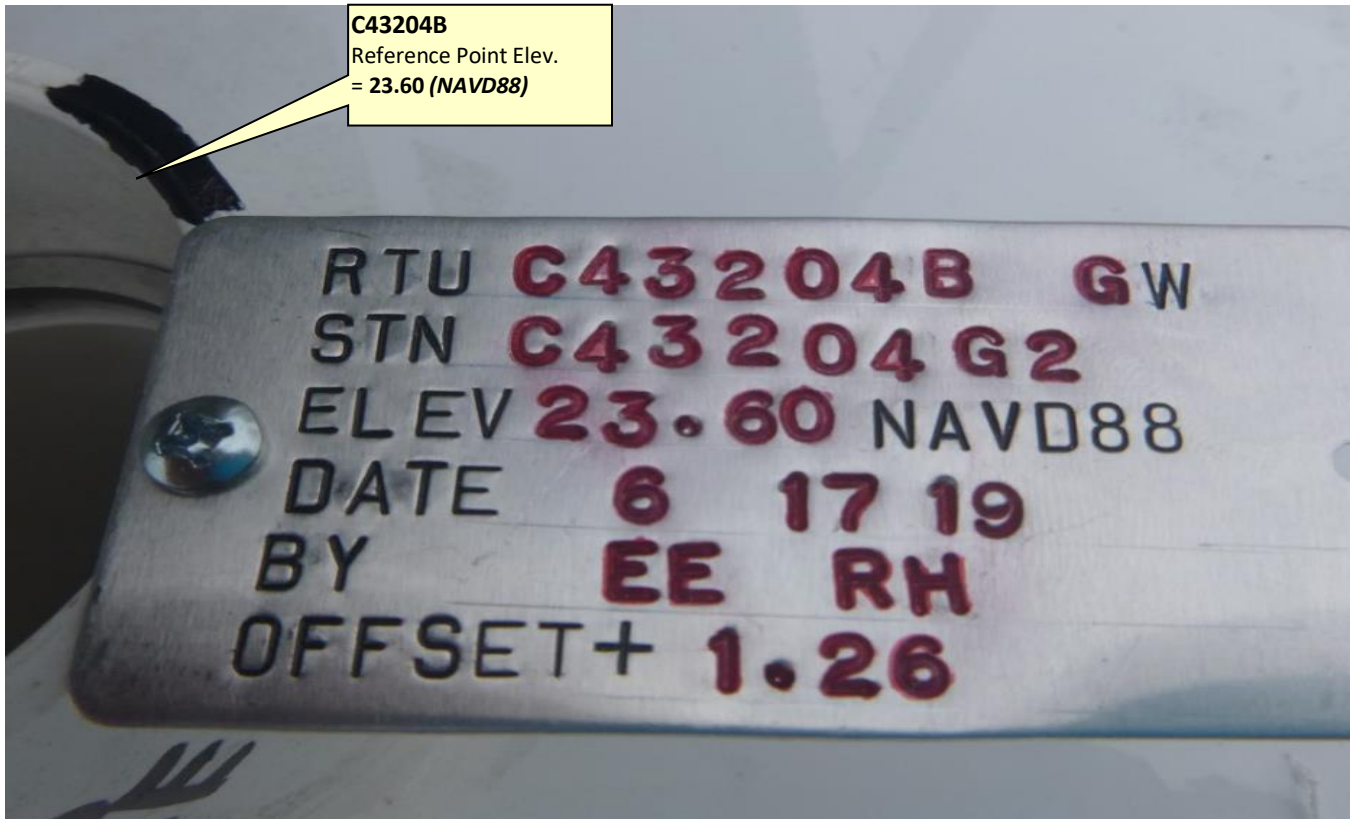 C43204B
Reference Point Elev.
= 23.60 (NAVD88)
RTU C43204B GW
STN C43204G2
ELEV 23.60 NAVD88
DATE 6 17 19
BY EE RH
OFFSET+ 1.26